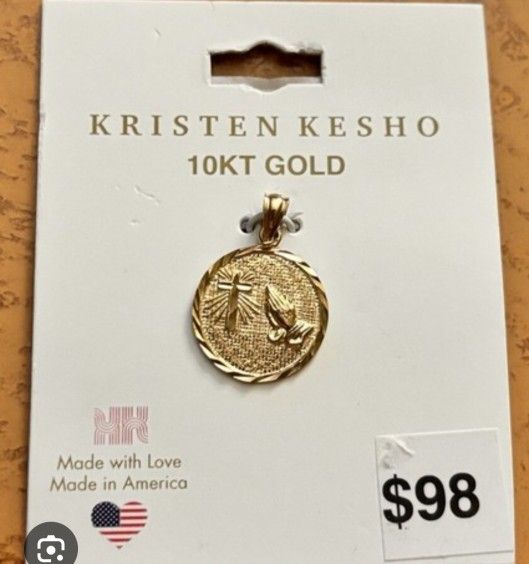 KRISTEN KESHO
10KT GOLD
Made with Love
Made in America
$98